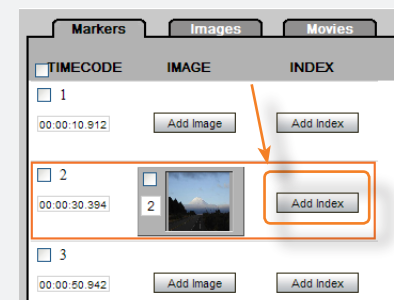 Markers Images Movies
TIMECODE IMAGE INDEX
1
00:00:10.912 Add Image Add Index
2
00:00:30.394 2 Add Index
3
00:00:50.942 Add Image Add Index